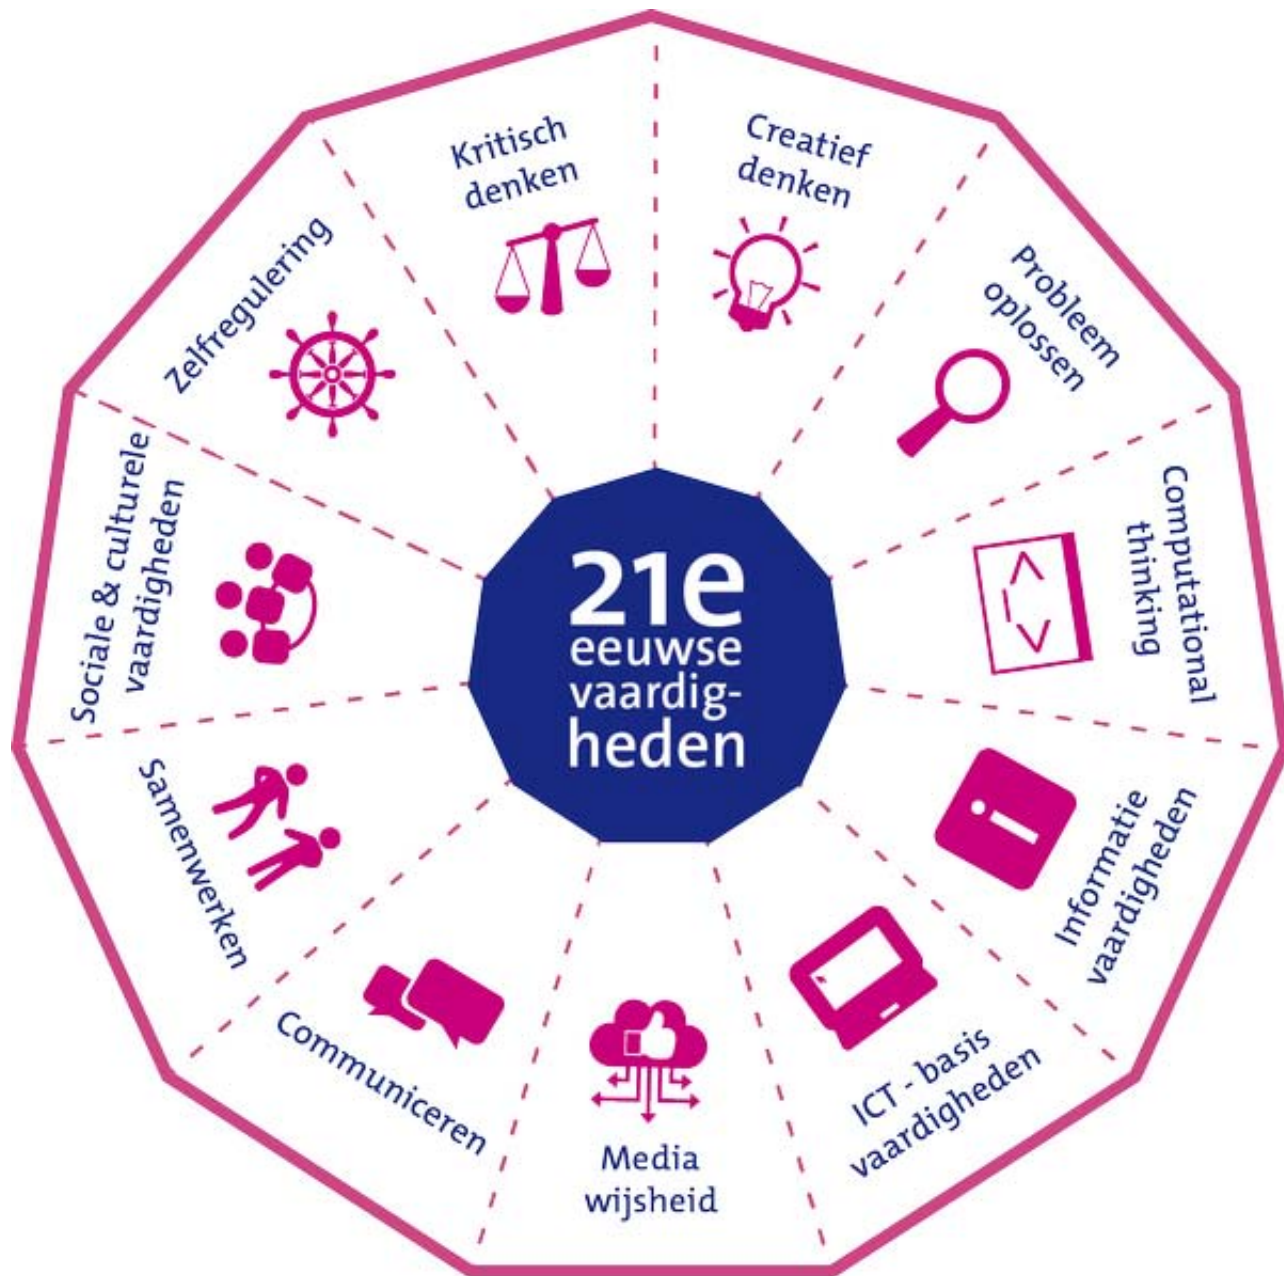 21e
eeuwse
vaardig-
heden
Kritisch
denken
Creatief
denken
Probleem
oplossen
Computational
thinking
Informatie
vaardigheden
ICT - basis
vaardigheden
Media
wijsheid
Communiceren
Samenwerken
Sociale & culturele
vaardigheden
Zelfregulering